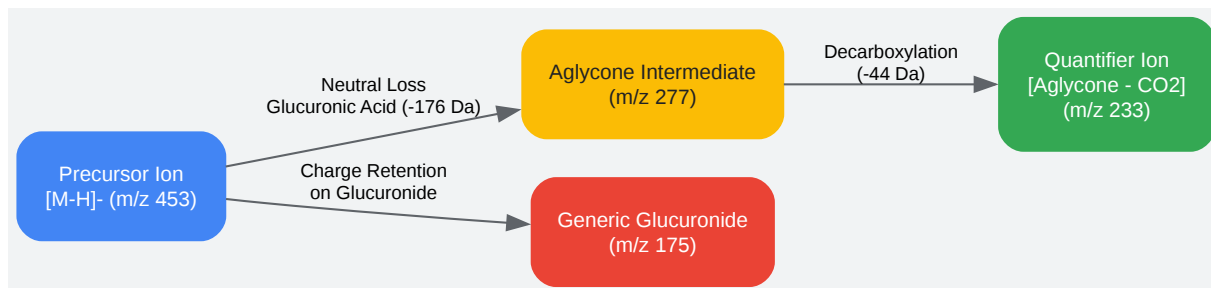 Precursor Ion
[M-H]- (m/z 453)
Neutral Loss
Glucuronic Acid (-176 Da)
Charge Retention
on Glucuronide
Aglycone Intermediate
(m/z 277)
Generic Glucuronide
(m/z 175)
Decarboxylation
(-44 Da)
Quantifier Ion
[Aglycone - CO2]
(m/z 233)